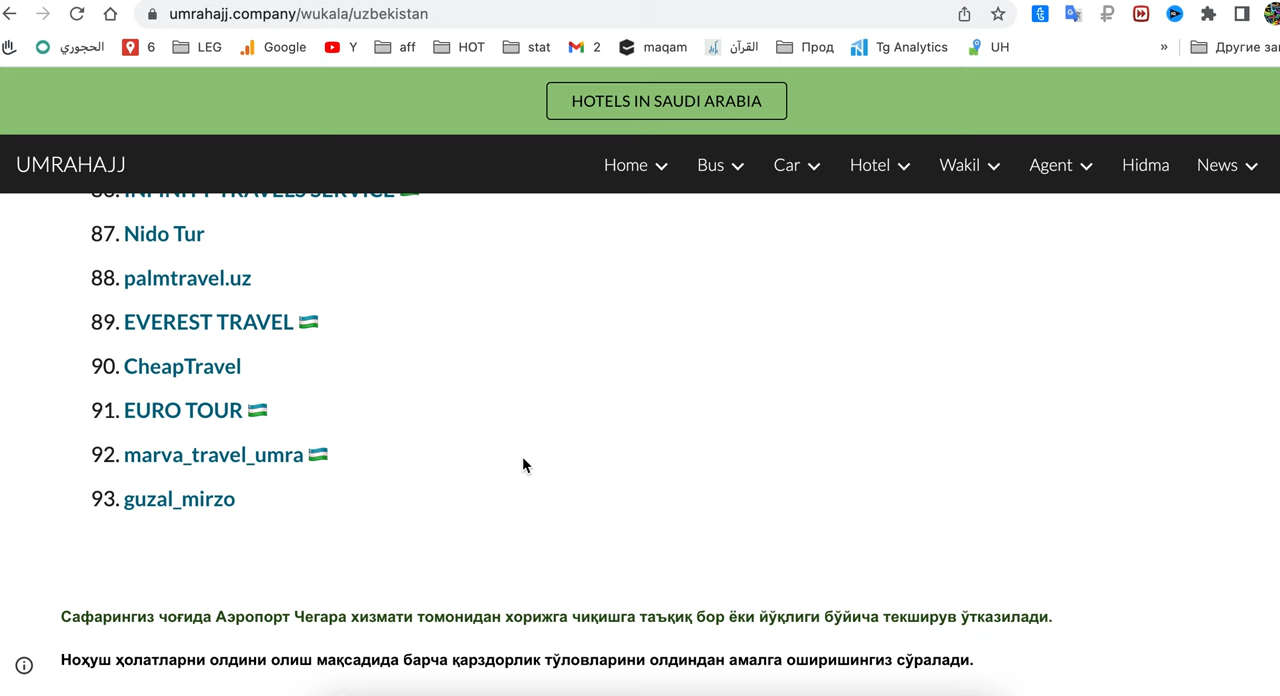 umrahajj.company/wukala/uzbekistan
الحجوري 6 LEG Google Y aff HOT stat 2 maqam القرآن Прод Tg Analytics UH » Другие за
HOTELS IN SAUDI ARABIA
UMRAHAJJ Home Bus Car Hotel Wakil Agent Hidma News
INFINITY TRAVELS SERVICE
87. Nido Tur
88. palmtravel.uz
89. EVEREST TRAVEL
90. CheapTravel
91. EURO TOUR
92. marva_travel_umra
93. guzal_mirzo
Сафарингиз чоғида Аэропорт Чегара хизмати томонидан хорижга чиқишга таъқиқ бор ёки йўқлиги бўйича текширув ўтказилади.
Ноҳуш ҳолатларни олдини олиш мақсадида барча қарздорлик тўловларини олдиндан амалга оширишингиз сўралади.